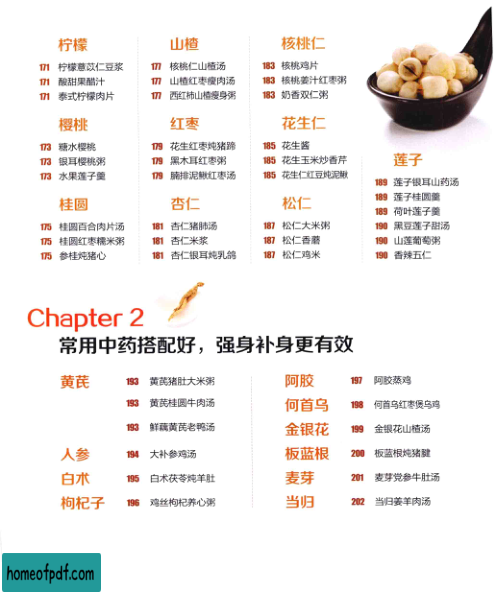 柠檬
171 柠檬薏苡仁豆浆
171 酸甜果醋汁
171 泰式柠檬肉片
山楂
177 核桃仁山楂汤
177 山楂红枣瘦肉汤
177 西红柿山楂瘦身粥
核桃仁
183 核桃鸡片
183 核桃姜汁红枣粥
183 奶香双仁粥
樱桃
173 糖水樱桃
173 银耳樱桃粥
173 水果莲子羹
红枣
179 花生红枣炖猪蹄
179 黑木耳红枣粥
179 腩排泥鳅红枣汤
花生仁
185 花生酱
185 花生玉米炒香芹
185 花生仁红豆炖泥鳅
莲子
189 莲子银耳山药汤
189 莲子桂圆羹
189 荷叶莲子羹
190 黑豆莲子甜汤
190 山莲葡萄粥
190 香辣五仁
桂圆
175 桂圆百合肉片汤
175 桂圆红枣糯米粥
175 参桂炖猪心
杏仁
181 杏仁猪肺汤
181 杏仁米浆
181 杏仁银耳炖乳鸽
松仁
187 松仁大米粥
187 松仁香蘑
187 松仁鸡米
Chapter 2
常用中药搭配好，强身补身更有效
黄芪
193 黄芪猪肚大米粥
193 黄芪桂圆牛肉汤
193 鲜藕黄芪老鸭汤
人参 194 大补参鸡汤
白术 195 白术茯苓炖羊肚
枸杞子 196 鸡丝枸杞养心粥
阿胶 197 阿胶蒸鸡
何首乌 198 何首乌红枣煲乌鸡
金银花 199 金银花山楂汤
板蓝根 200 板蓝根炖猪腱
麦芽 201 麦芽党参牛肚汤
当归 202 当归姜羊肉汤
homeofpdf.com